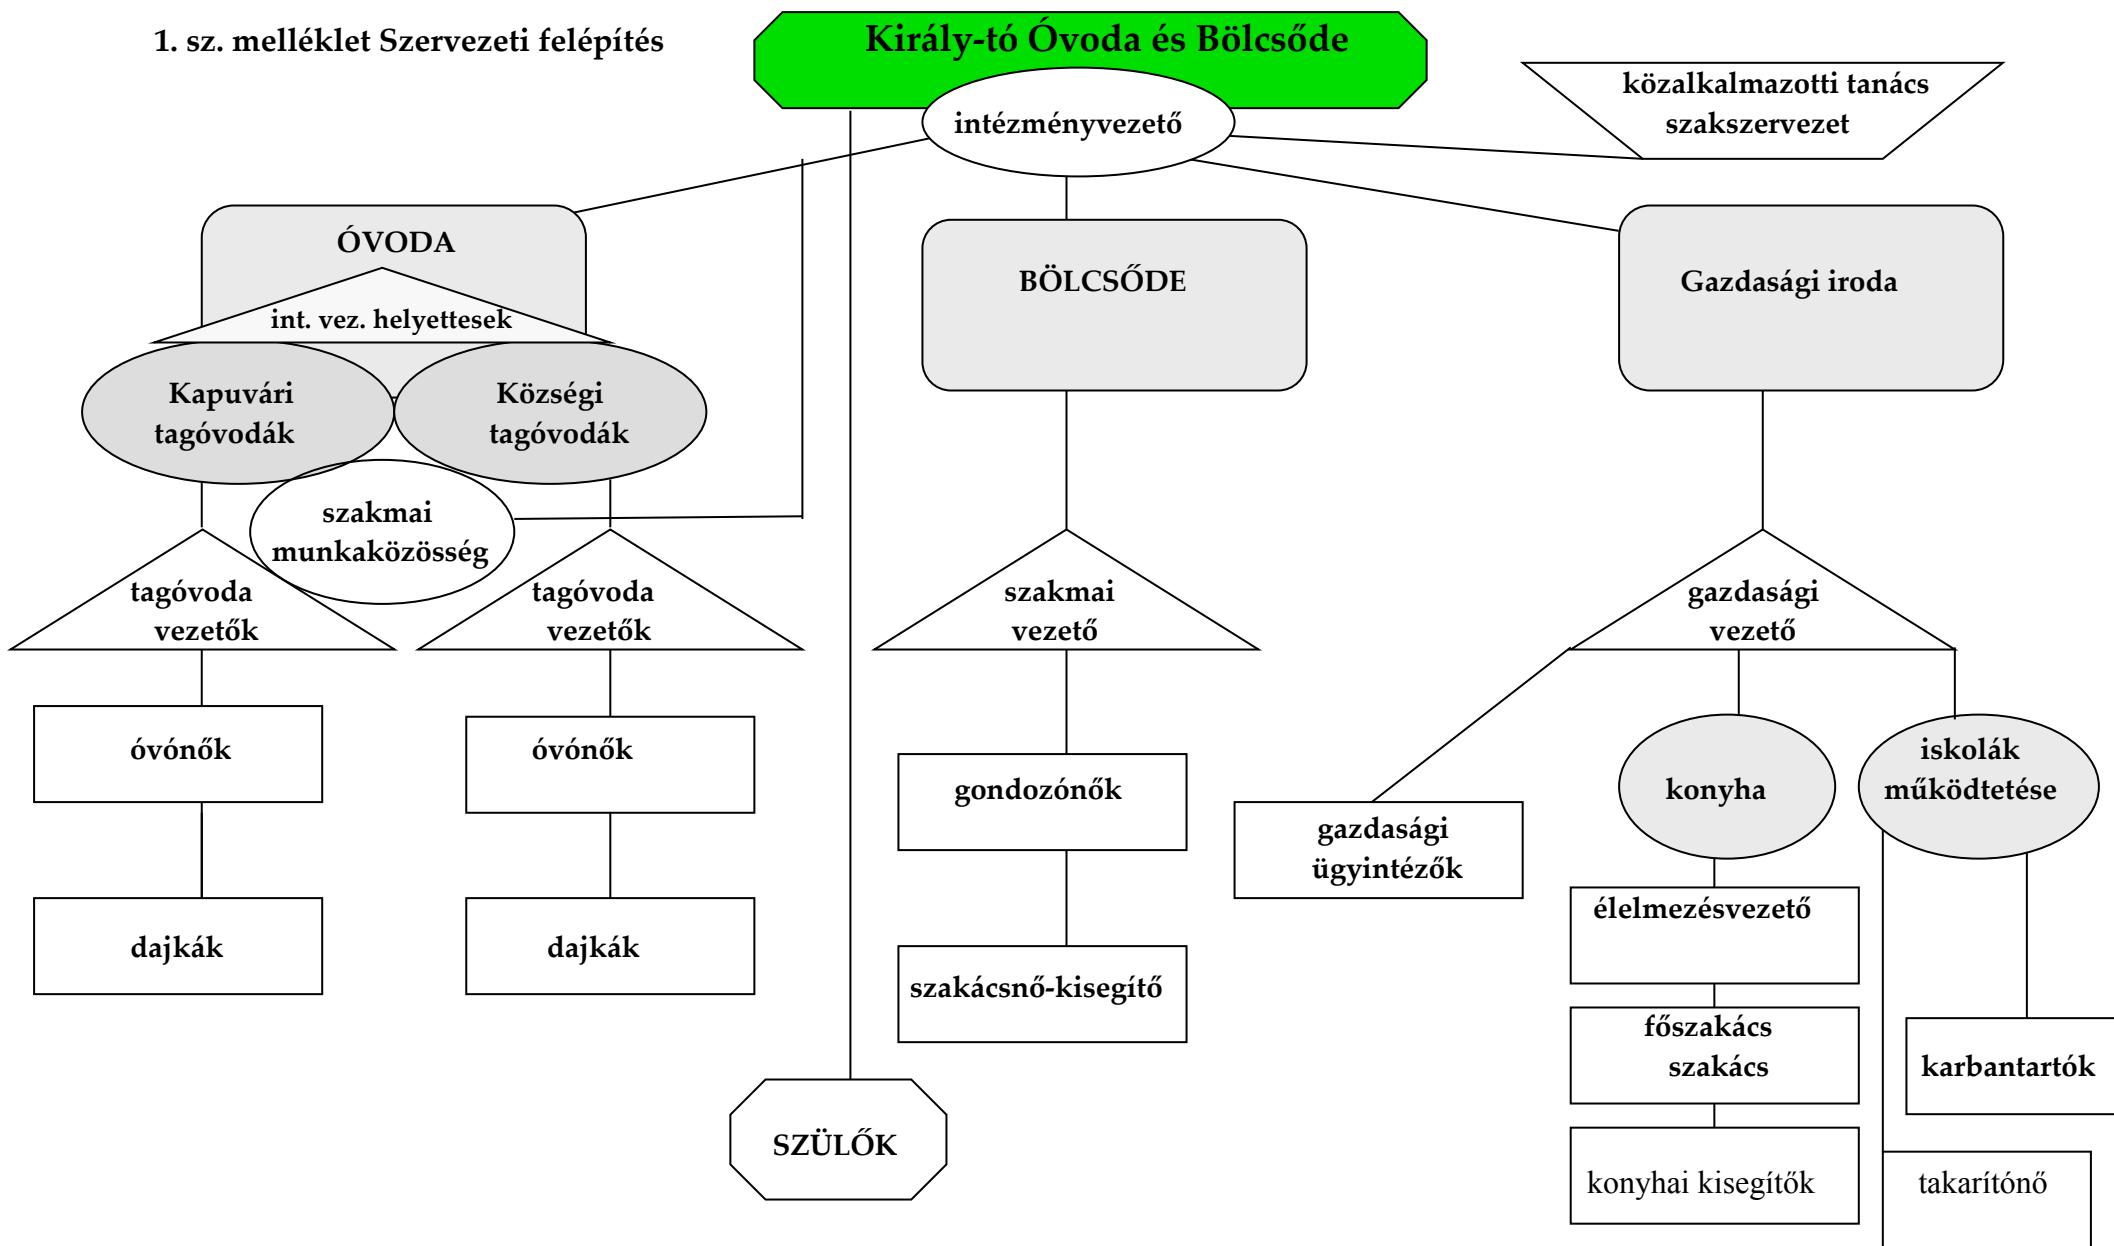 1. sz. melléklet Szervezeti felépítés
Király-tó Óvoda és Bölcsőde
közalkalmazotti tanács
szakszervezet
intézményvezető
ÓVODA
BÖLCSŐDE
Gazdasági iroda
int. vez. helyettesek
Kapuvári
tagóvodák
Községi
tagóvodák
szakmai
munkaközösség
tagóvoda
vezetők
tagóvoda
vezetők
szakmai
vezető
gazdasági
vezető
óvónők
óvónők
gondozónők
gazdasági
ügyintézők
konyha
iskolák
működtetése
dajkák
dajkák
szakácsnő-kisegítő
élelmezésvezető
főszakács
szakács
karbantartók
SZÜLŐK
konyhai kisegítők
takarítónő